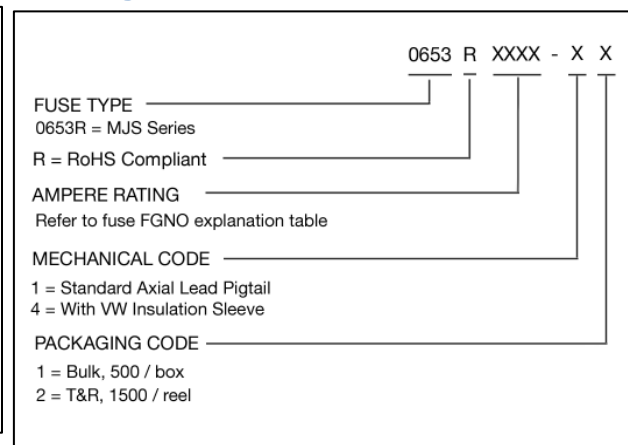 0653 R XXXX - X X
FUSE TYPE
0653R = MJS Series
R = RoHS Compliant
AMPERE RATING
Refer to fuse FGNO explanation table
MECHANICAL CODE
1 = Standard Axial Lead Pigtail
4 = With VW Insulation Sleeve
PACKAGING CODE
1 = Bulk, 500 / box
2 = T&R, 1500 / reel